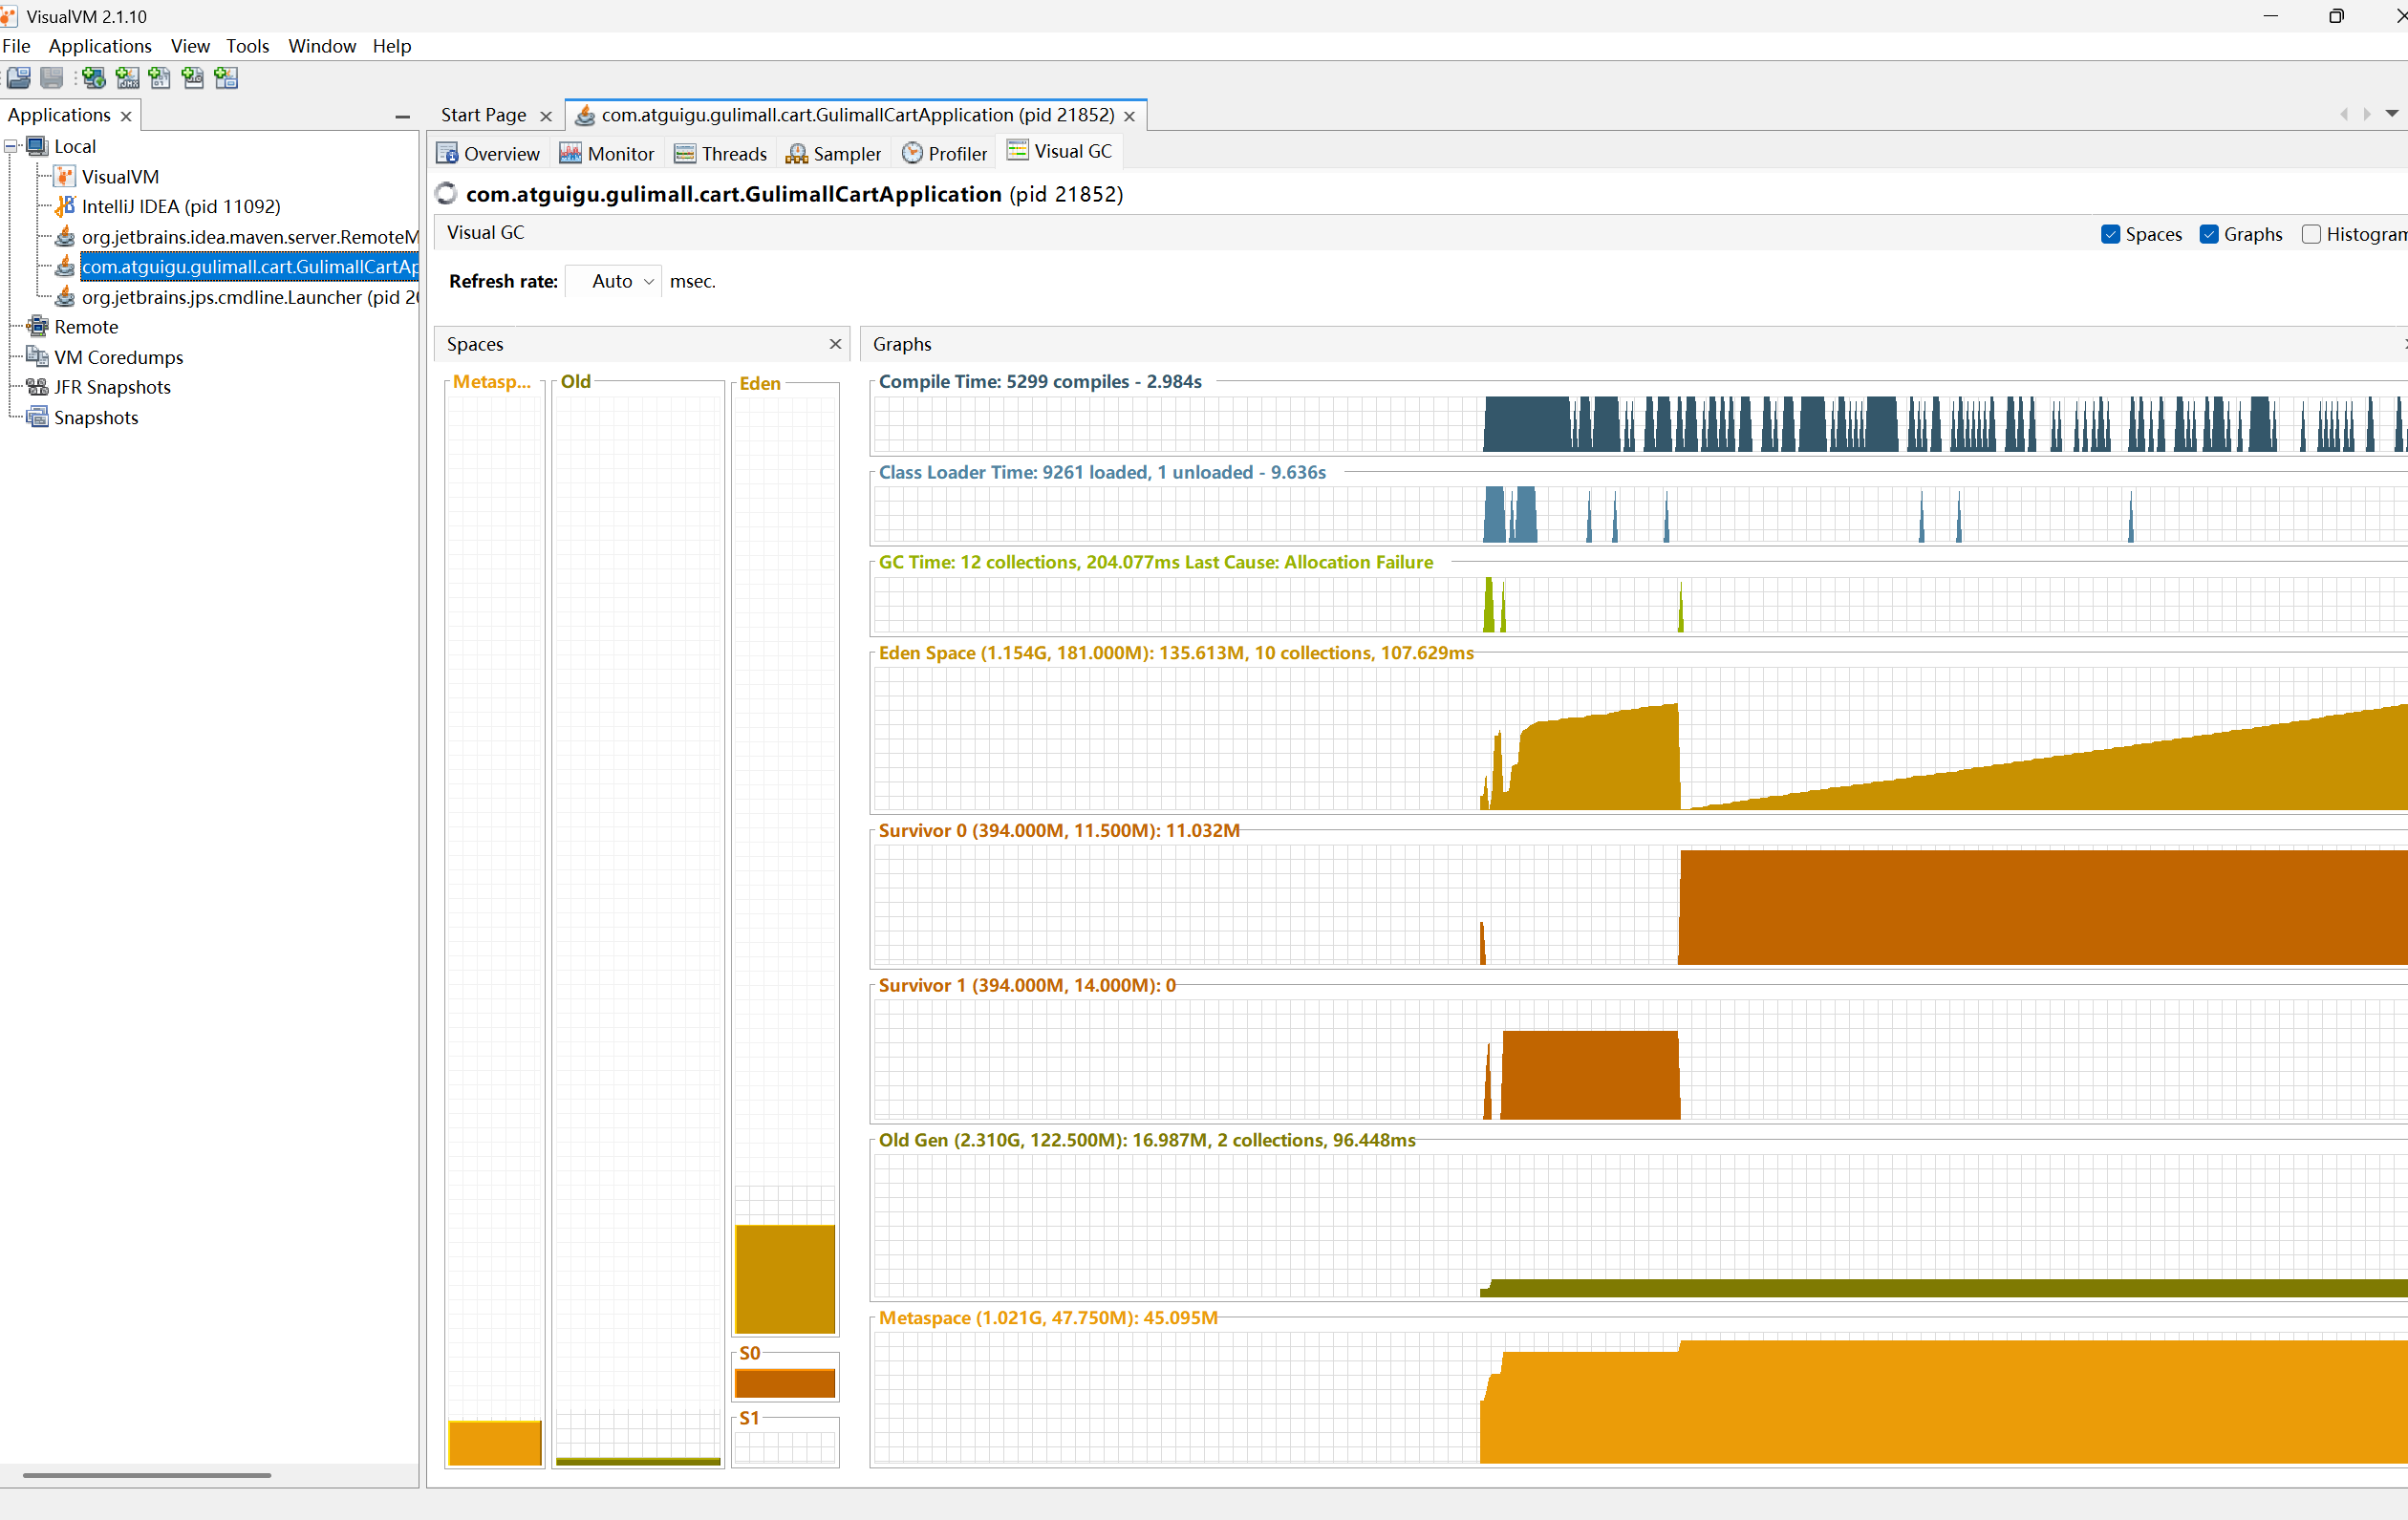 VisualVM 2.1.10
File Applications View Tools Window Help
Applications
Start Page
com.atguigu.gulimall.cart.GulimallCartApplication (pid 21852)
Local
VisualVM
IntelliJ IDEA (pid 11092)
org.jetbrains.idea.maven.server.RemoteM
com.atguigu.gulimall.cart.GulimallCartAp
org.jetbrains.jps.cmdline.Launcher (pid 2
Remote
VM Coredumps
JFR Snapshots
Snapshots
Overview Monitor Threads Sampler Profiler Visual GC
com.atguigu.gulimall.cart.GulimallCartApplication (pid 21852)
Visual GC
Spaces Graphs Histogram
Refresh rate: Auto msec.
Spaces
Metasp...
Old
Eden
S0
S1
Graphs
Compile Time: 5299 compiles - 2.984s
Class Loader Time: 9261 loaded, 1 unloaded - 9.636s
GC Time: 12 collections, 204.077ms Last Cause: Allocation Failure
Eden Space (1.154G, 181.000M): 135.613M, 10 collections, 107.629ms
Survivor 0 (394.000M, 11.500M): 11.032M
Survivor 1 (394.000M, 14.000M): 0
Old Gen (2.310G, 122.500M): 16.987M, 2 collections, 96.448ms
Metaspace (1.021G, 47.750M): 45.095M